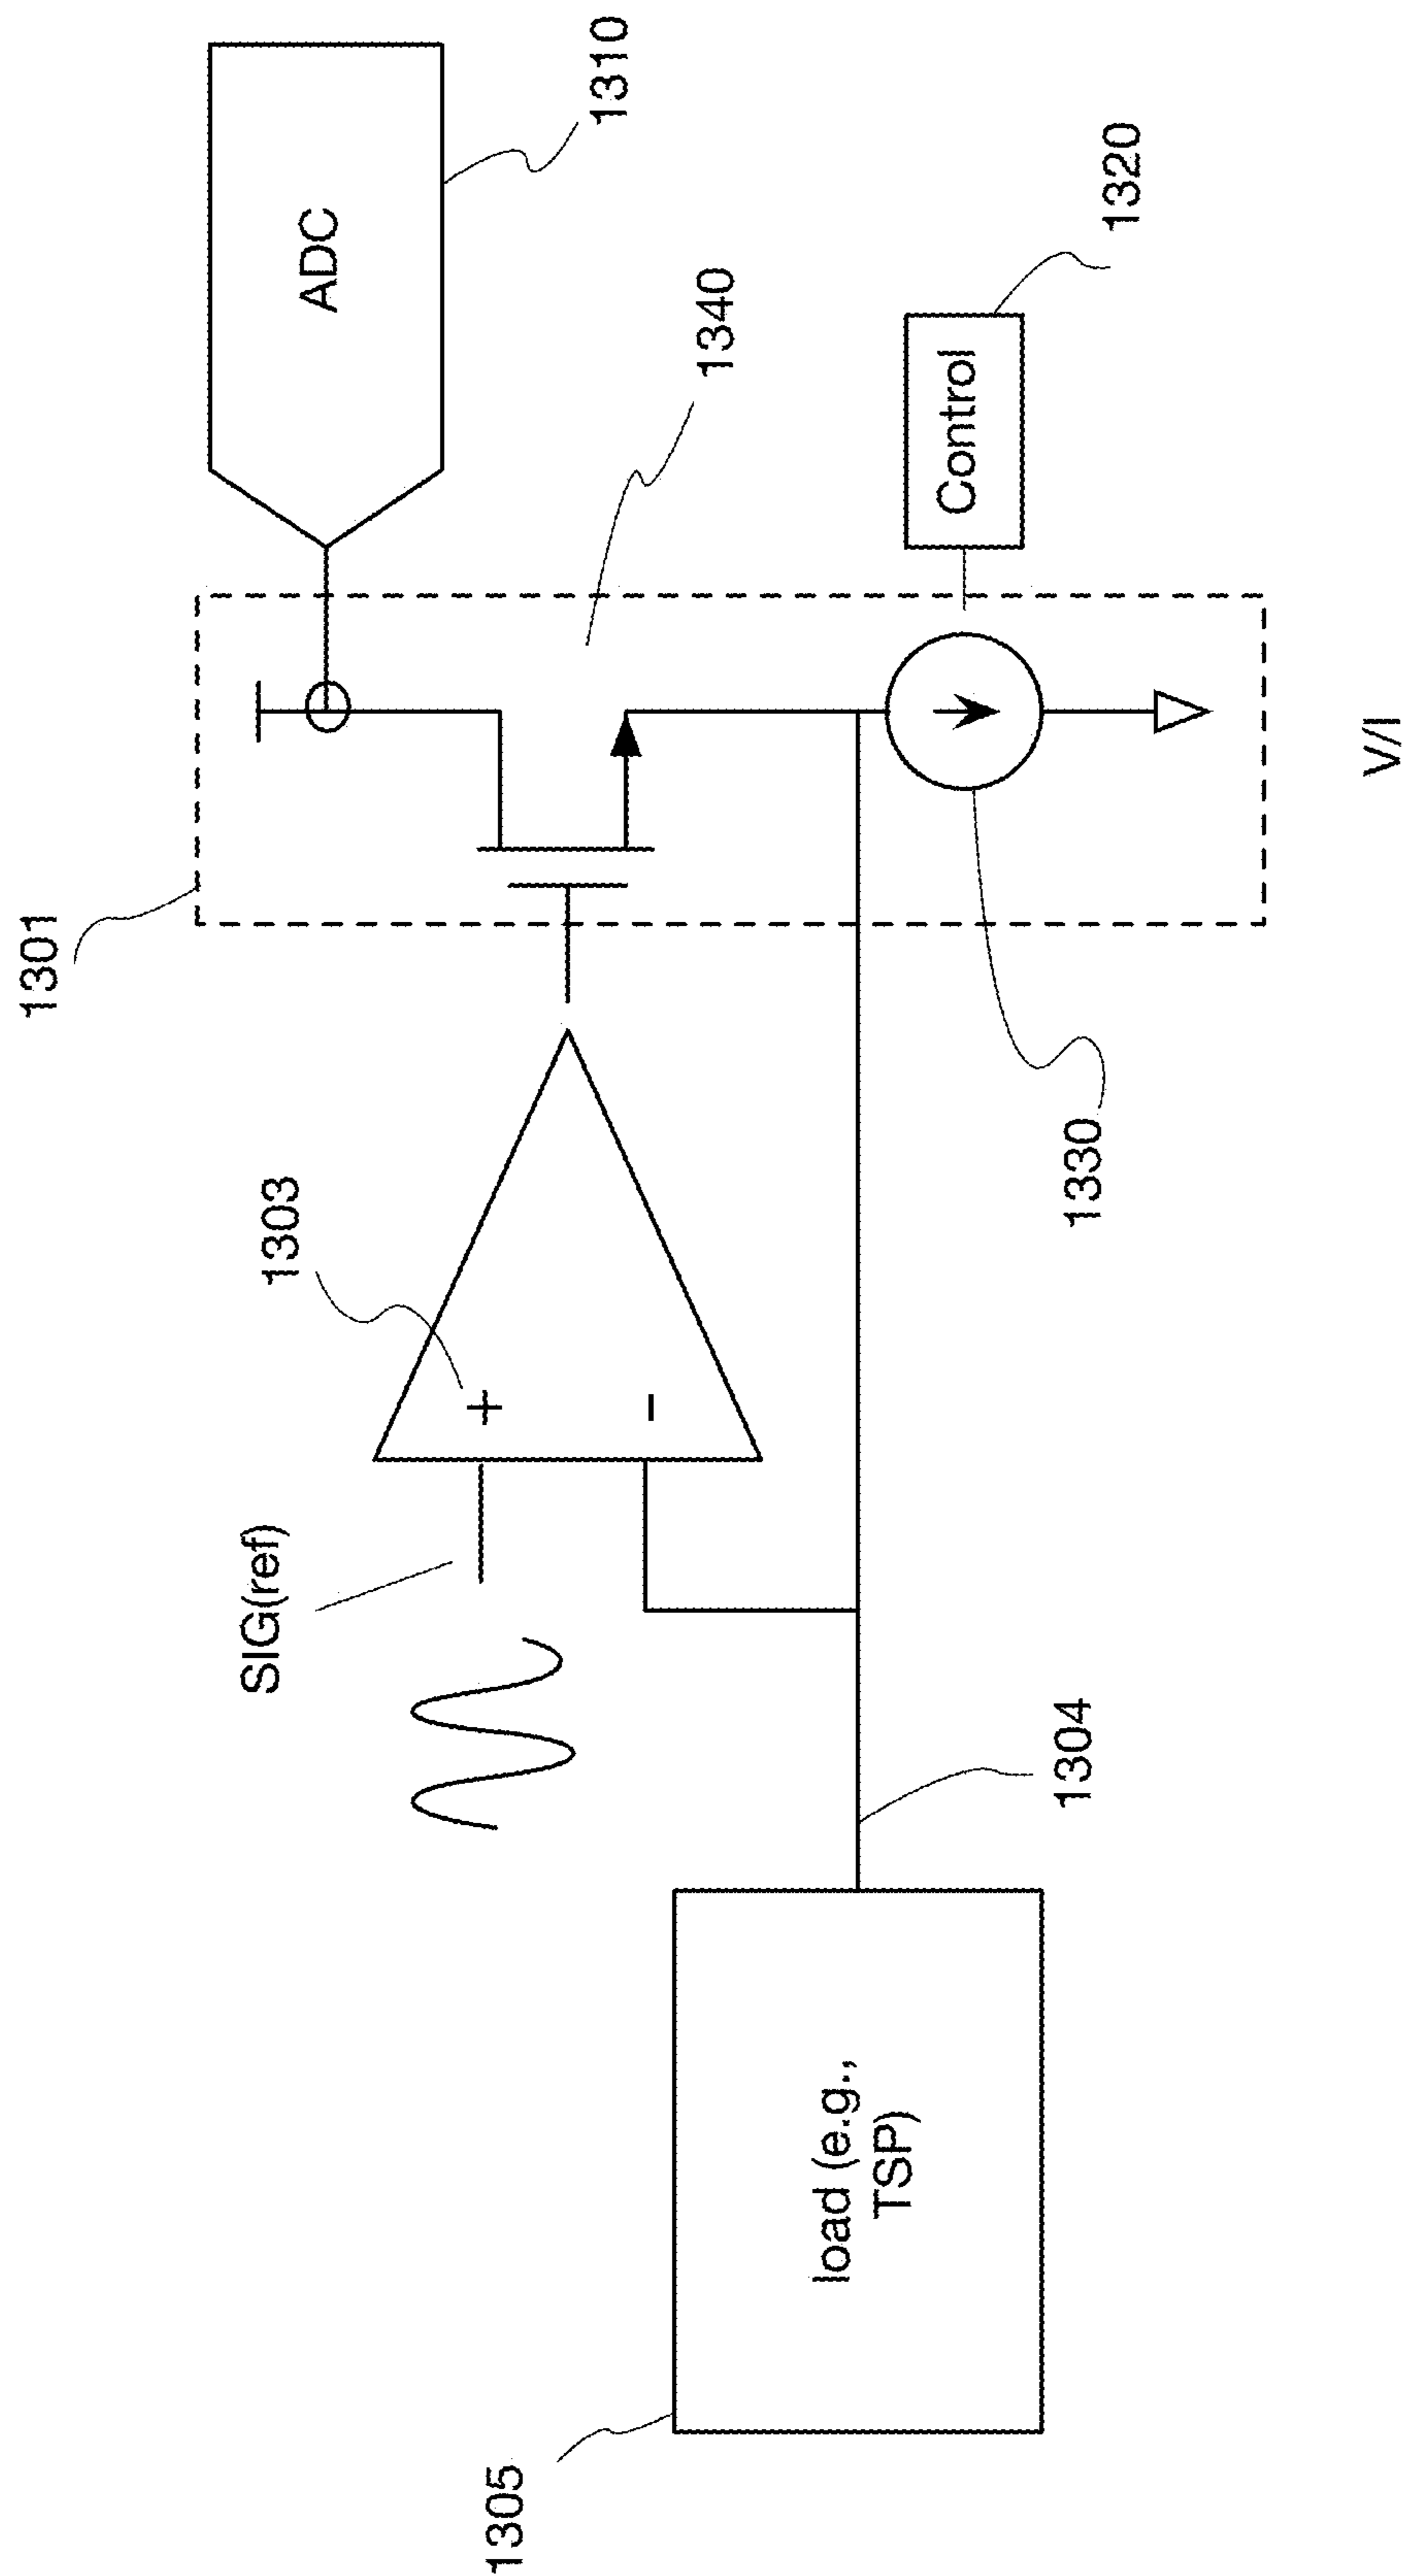 1301
ADC
1310
1303
1340
SIG(ref)
+
−
Control
1320
1330
1304
1305
load (e.g.,
TSP)
V/I